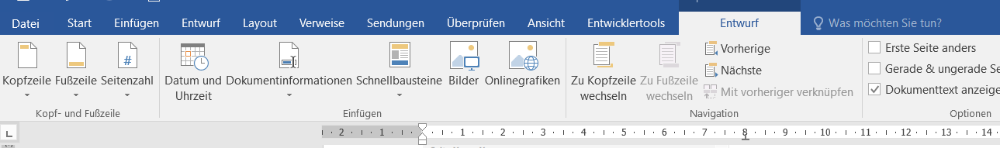 Datei Start Einfügen Entwurf Layout Verweise Sendungen Überprüfen Ansicht Entwicklertools Entwurf Was möchten Sie tun?
Kopfzeile Fußzeile Seitenzahl
Kopf- und Fußzeile
Datum und Uhrzeit
Dokumentinformationen
Schnellbausteine
Bilder
Onlinegrafiken
Einfügen
Zu Kopfzeile wechseln
Zu Fußzeile wechseln
Vorherige
Nächste
Mit vorheriger verknüpfen
Navigation
Erste Seite anders
Gerade & ungerade Se
Dokumenttext anzeige
Optionen
2 1 1 2 3 4 5 6 7 8 9 10 11 12 13 14